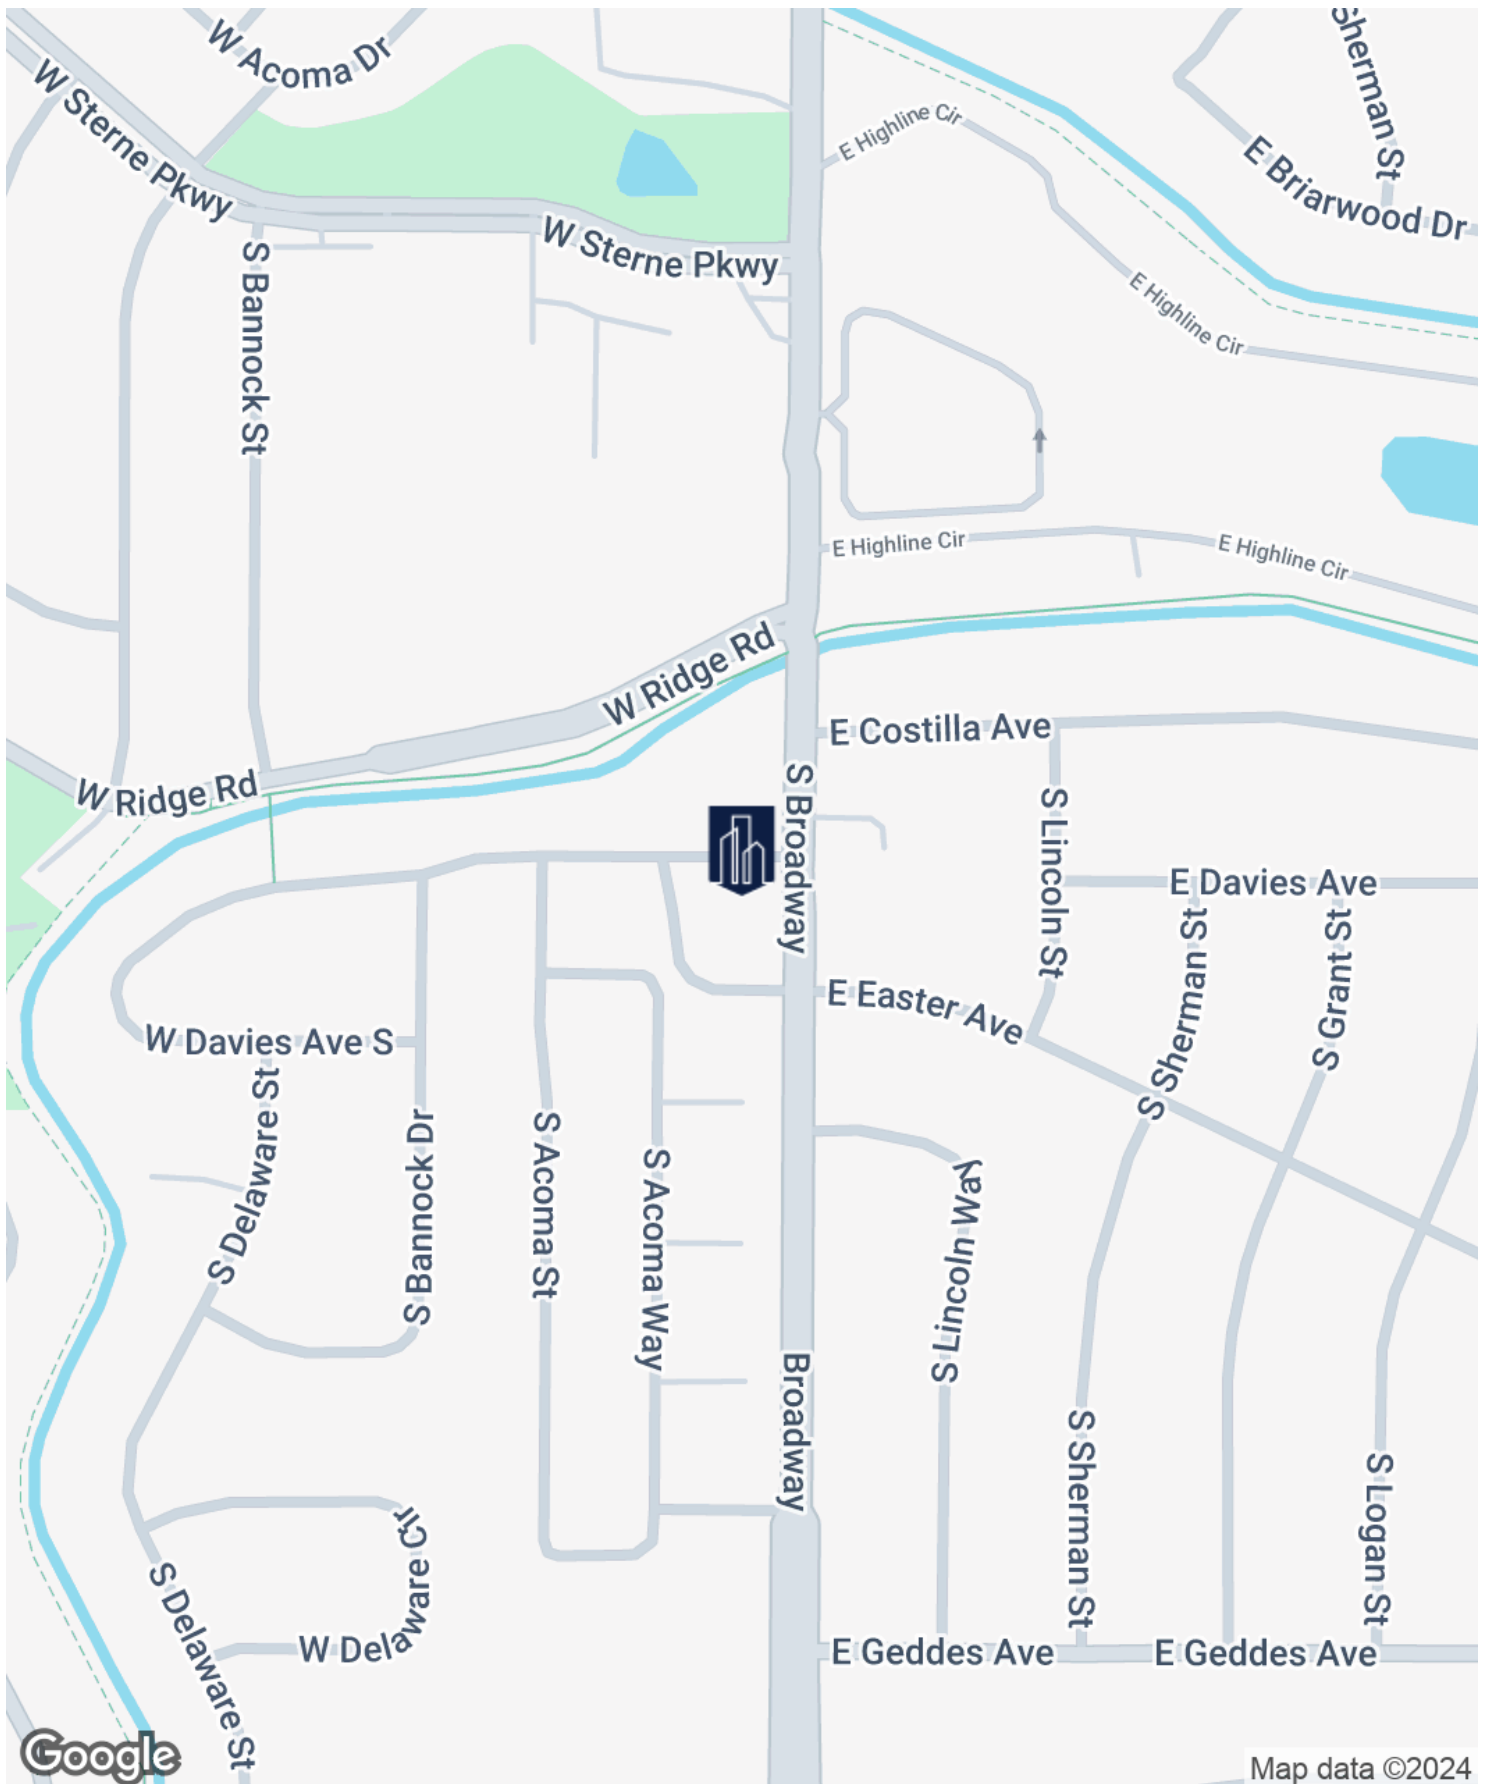 W Acoma Dr
Sherman St
W Sterne Pkwy
E Highline Cir
E Briarwood Dr
W Sterne Pkwy
S Bannock St
E Highline Cir
E Highline Cir
E Highline Cir
W Ridge Rd
E Costilla Ave
W Ridge Rd
S Broadway
S Lincoln St
E Davies Ave
S Sherman St
S Grant St
E Easter Ave
W Davies Ave S
S Delaware St
S Bannock Dr
S Acoma St
S Acoma Way
S Lincoln Way
Broadway
S Sherman St
S Logan St
W Delaware Cir
S Delaware St
E Geddes Ave
E Geddes Ave
Google
Map data ©2024